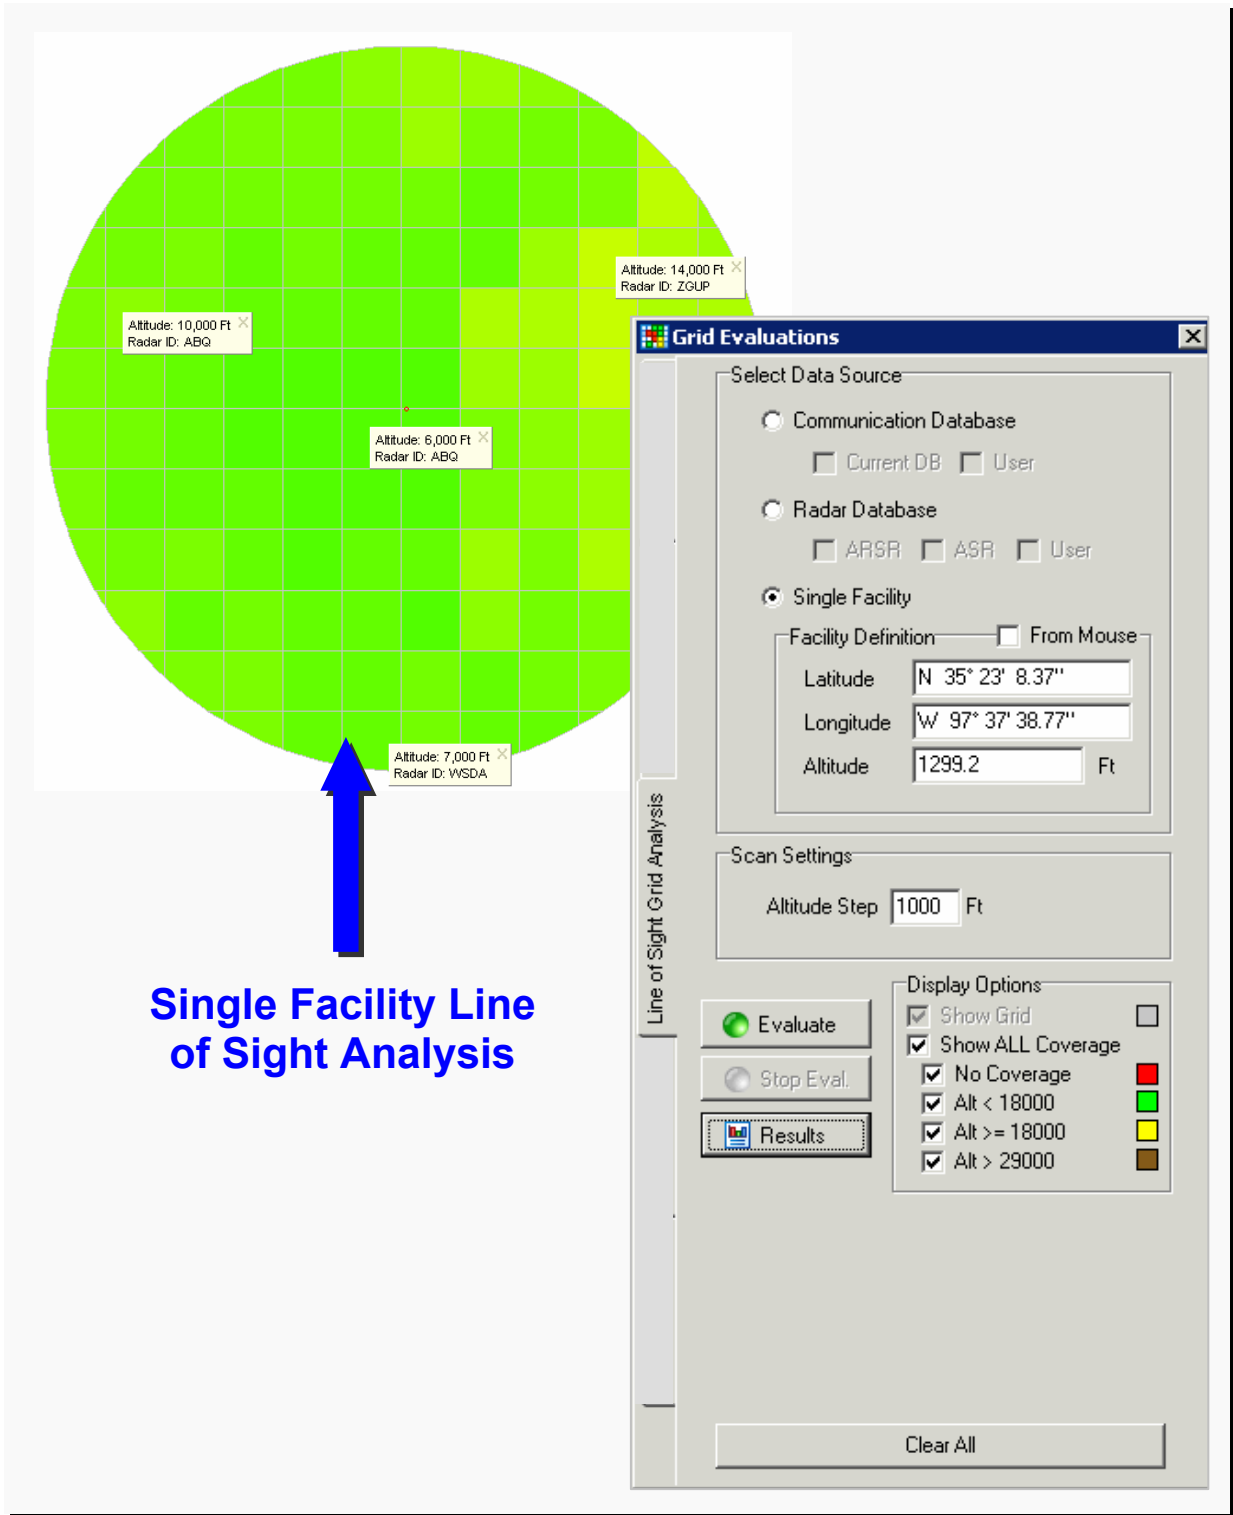 Altitude: 14,000 Ft
Radar ID: ZGUP
Altitude: 10,000 Ft
Radar ID: ABQ
Altitude: 6,000 Ft
Radar ID: ABQ
Altitude: 7,000 Ft
Radar ID: WSDA
Single Facility Line
of Sight Analysis
Grid Evaluations
Line of Sight Grid Analysis
Select Data Source
Communication Database
Current DB User
Radar Database
ARSR ASR User
Single Facility
Facility Definition From Mouse
Latitude N 35° 23' 8.37"
Longitude W 97° 37' 38.77"
Altitude 1299.2 Ft
Scan Settings
Altitude Step 1000 Ft
Evaluate
Stop Eval.
Results
Display Options
Show Grid
Show ALL Coverage
No Coverage
Alt < 18000
Alt >= 18000
Alt > 29000
Clear All